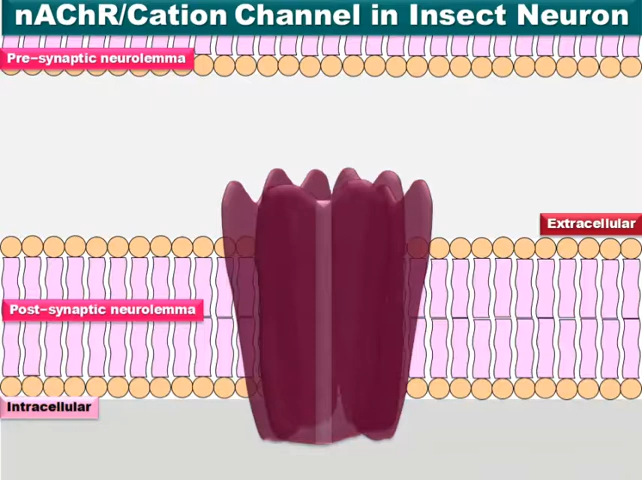 nAChR/Cation Channel in Insect Neuron
Pre-synaptic neurolemma
Extracellular
Post-synaptic neurolemma
Intracellular